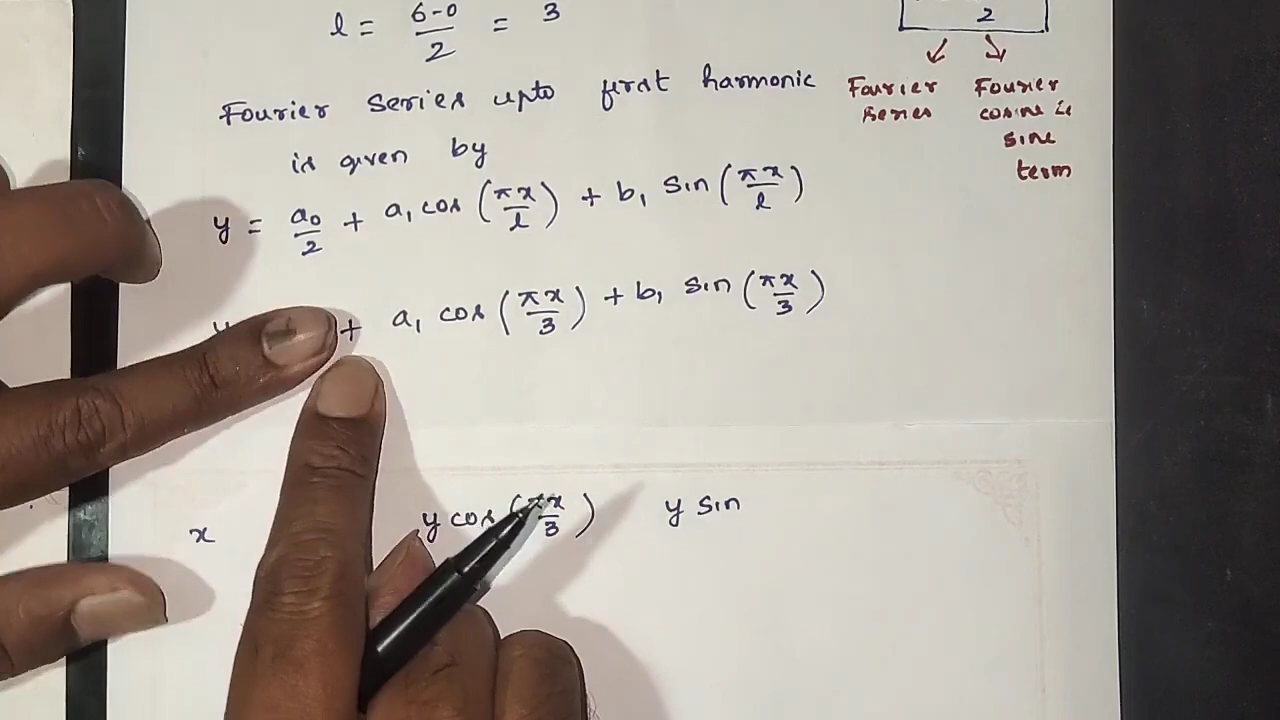 l = 6-0/2 = 3
2
Fourier Series upto first harmonic
is given by
Fourier series
Fourier cosine & sine term
y = a₀/2 + a₁ cos (πx/l) + b₁ sin (πx/l)
+ a₁ cos (πx/3) + b₁ sin (πx/3)
x y cos (πx/3) y sin